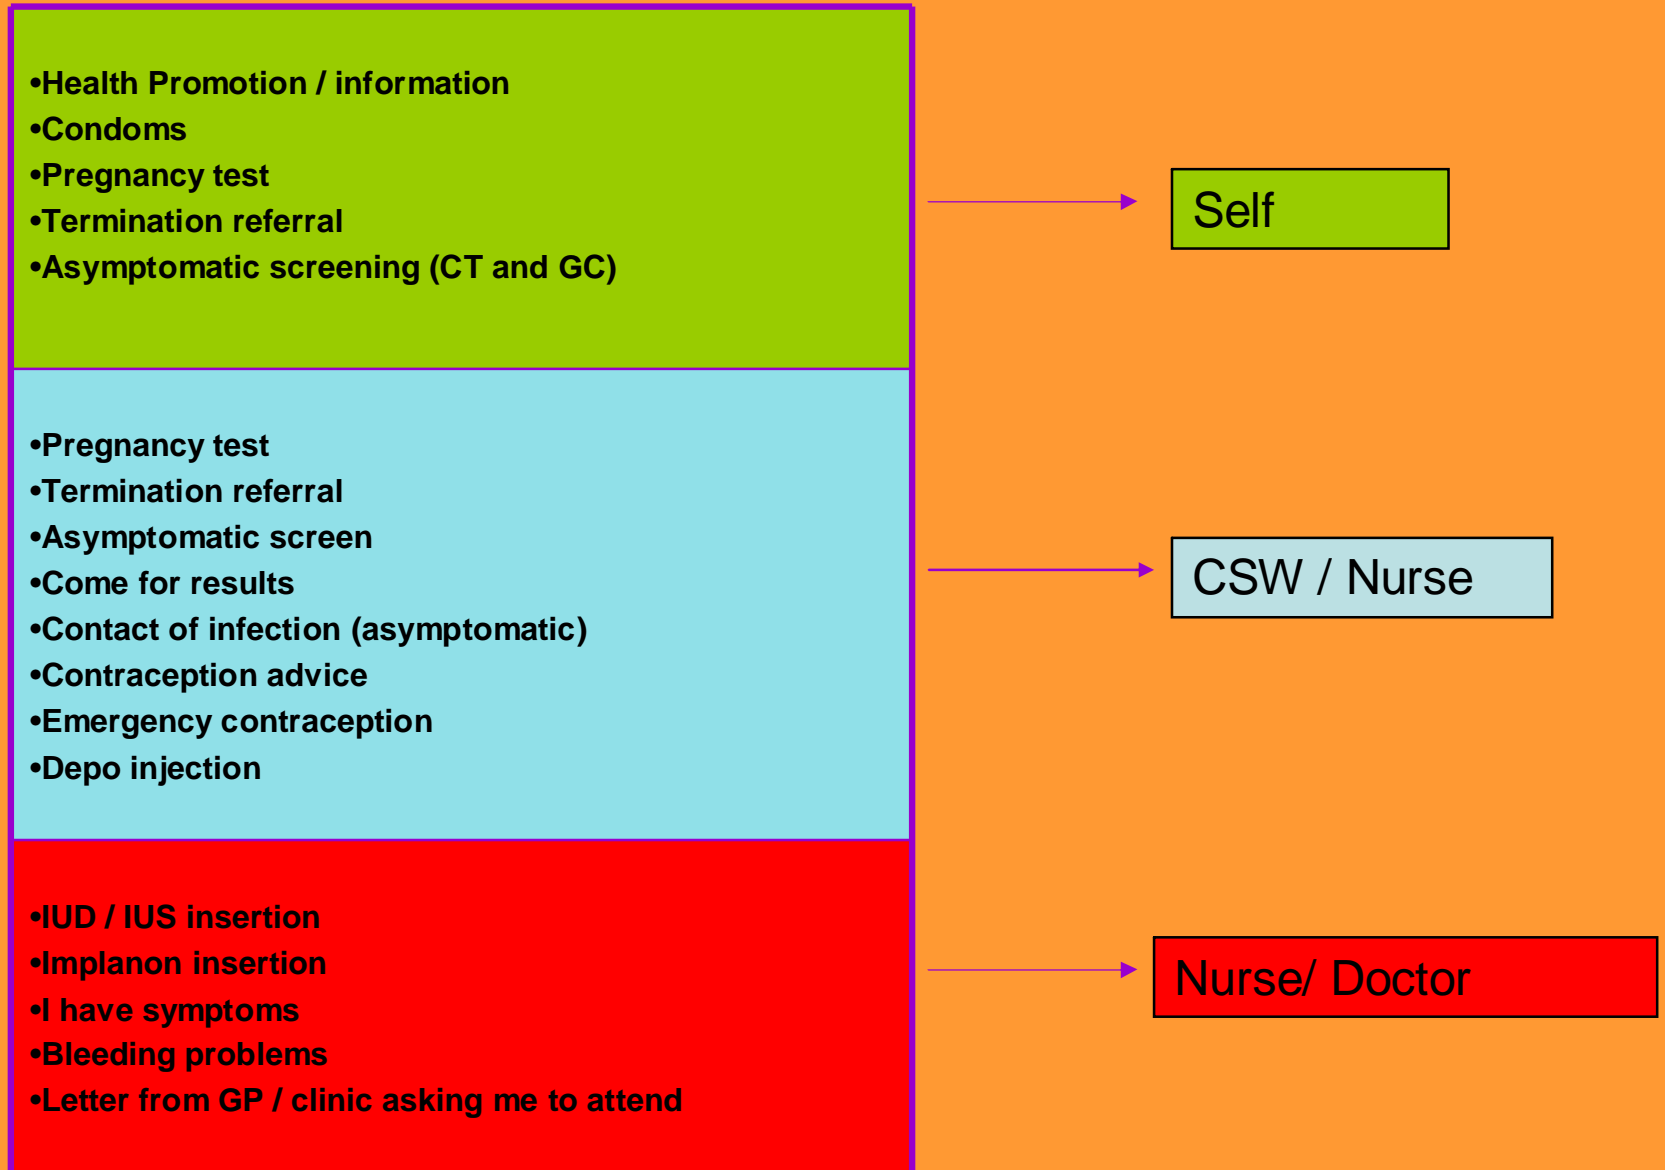 •Health Promotion / information
•Condoms
•Pregnancy test
•Termination referral
•Asymptomatic screening (CT and GC)
Self
•Pregnancy test
•Termination referral
•Asymptomatic screen
•Come for results
•Contact of infection (asymptomatic)
•Contraception advice
•Emergency contraception
•Depo injection
CSW / Nurse
•IUD / IUS insertion
•Implanon insertion
•I have symptoms
•Bleeding problems
•Letter from GP / clinic asking me to attend
Nurse/ Doctor